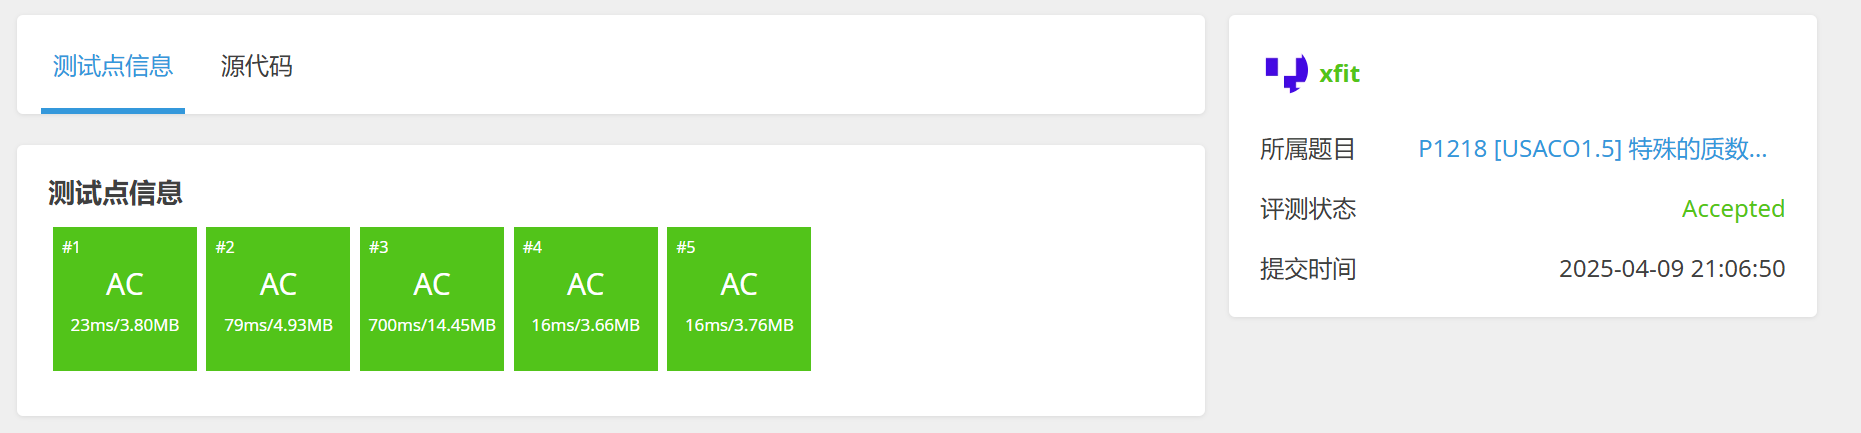 测试点信息 源代码
测试点信息
#1 #2 #3 #4 #5
AC AC AC AC AC
23ms/3.80MB 79ms/4.93MB 700ms/14.45MB 16ms/3.66MB 16ms/3.76MB
xfit
所属题目 P1218 [USACO1.5] 特殊的质数...
评测状态 Accepted
提交时间 2025-04-09 21:06:50